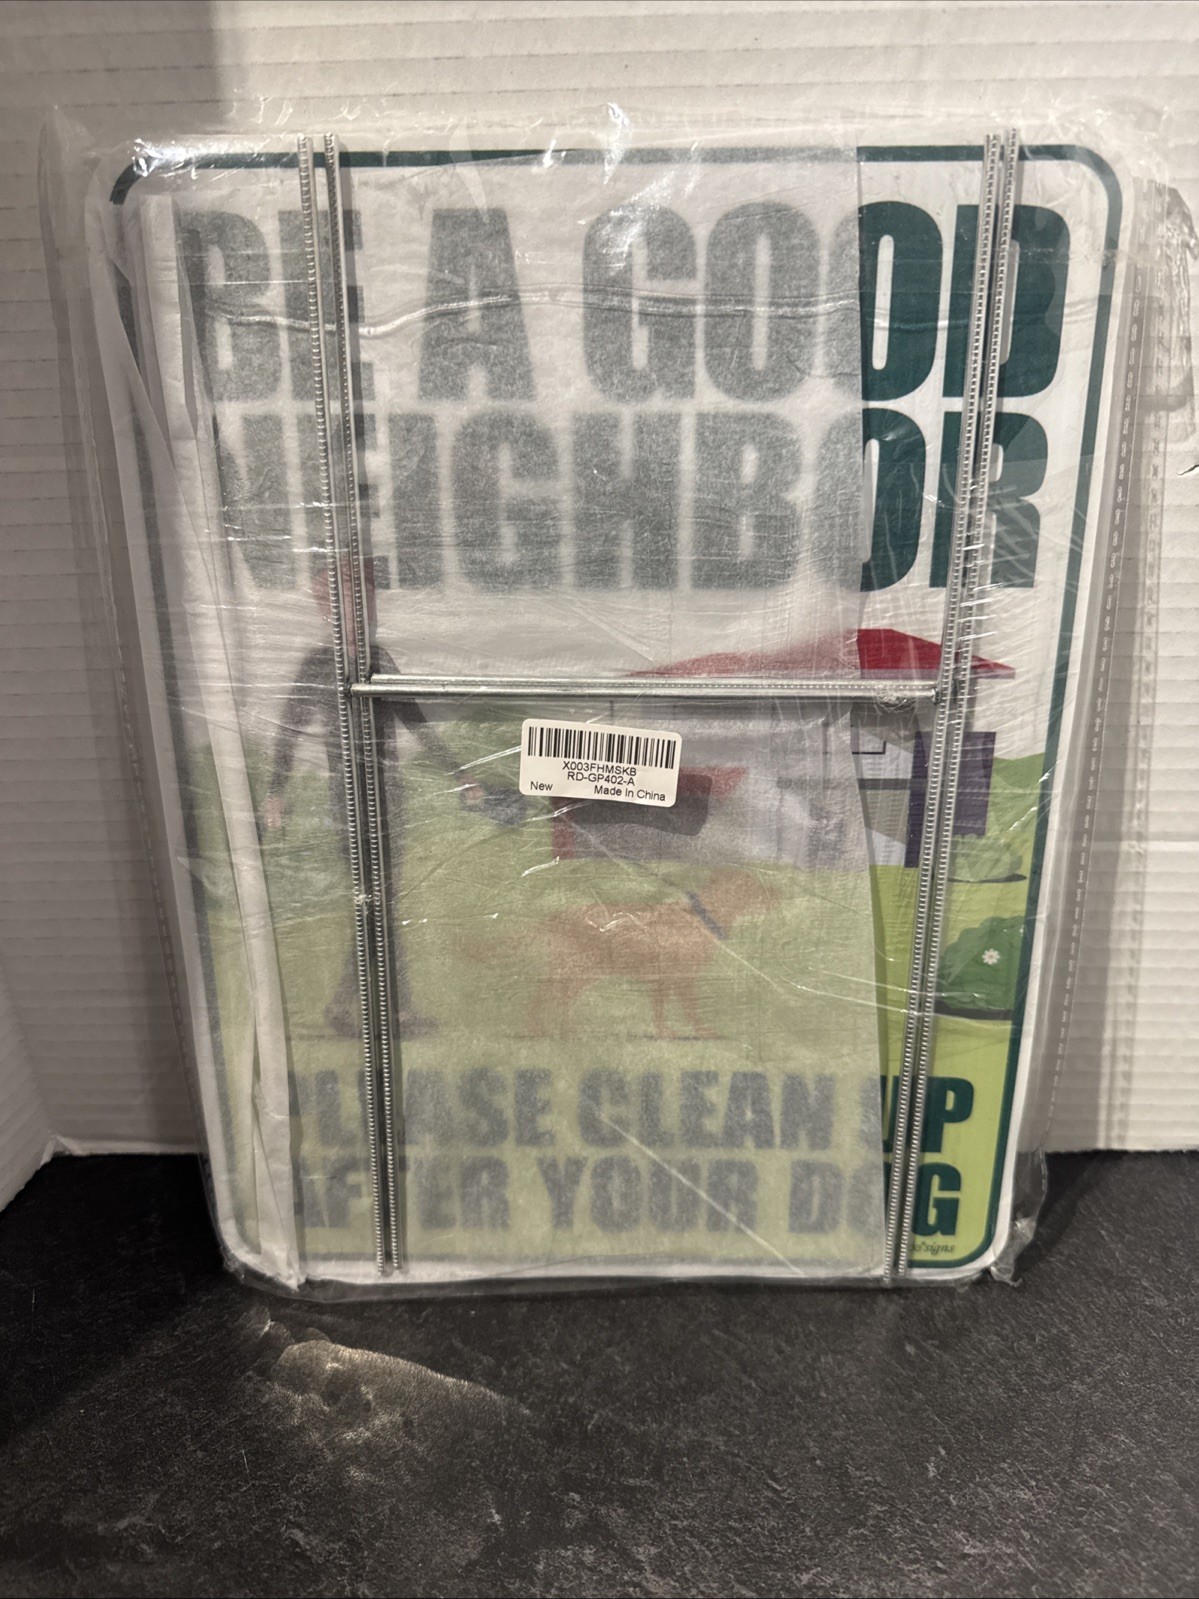 BE A GOOD
NEIGHBOR
X003FHMSKB
RD-GP402-A
New Made In China
PLEASE CLEAN UP
AFTER YOUR DOG